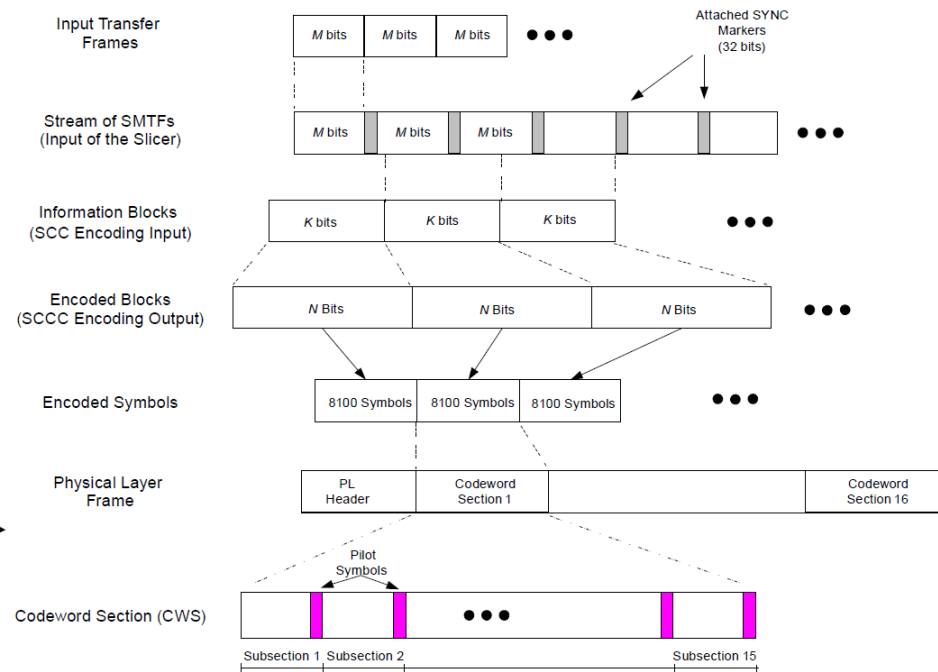 Input Transfer
Frames
M bits
M bits
M bits
Attached SYNC
Markers
(32 bits)
Stream of SMTFs
(Input of the Slicer)
M bits
M bits
M bits
Information Blocks
(SCC Encoding Input)
K bits
K bits
K bits
Encoded Blocks
(SCCC Encoding Output)
N Bits
N Bits
N Bits
Encoded Symbols
8100 Symbols
8100 Symbols
8100 Symbols
Physical Layer
Frame
PL
Header
Codeword
Section 1
Codeword
Section 16
Pilot
Symbols
Codeword Section (CWS)
Subsection 1
Subsection 2
Subsection 15